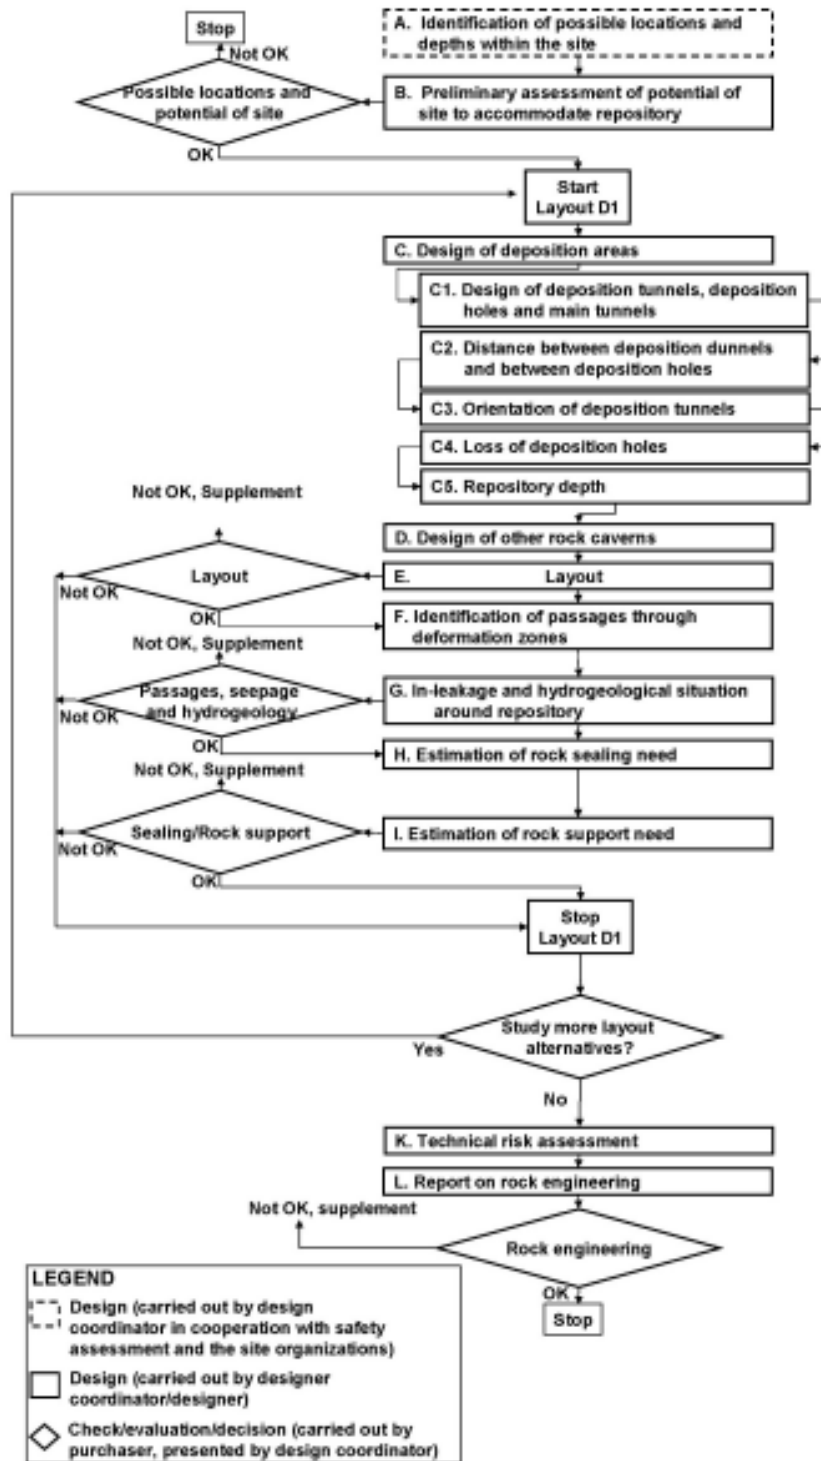 Stop
A. Identification of possible locations and
depths within the site
Not OK
Possible locations and
potential of site
B. Preliminary assessment of potential of
site to accommodate repository
OK
Start
Layout D1
C. Design of deposition areas
C1. Design of deposition tunnels, deposition
holes and main tunnels
C2. Distance between deposition dunnels
and between deposition holes
C3. Orientation of deposition tunnels
C4. Loss of deposition holes
C5. Repository depth
Not OK, Supplement
D. Design of other rock caverns
Layout
E. Layout
Not OK
OK
F. Identification of passages through
deformation zones
Not OK, Supplement
Passages, seepage
and hydrogeology
G. In-leakage and hydrogeological situation
around repository
Not OK
OK
H. Estimation of rock sealing need
Not OK, Supplement
Sealing/Rock support
I. Estimation of rock support need
Not OK
OK
Stop
Layout D1
Study more layout
alternatives?
Yes
No
K. Technical risk assessment
L. Report on rock engineering
Not OK, supplement
Rock engineering
OK
Stop
LEGEND
Design (carried out by design
coordinator in cooperation with safety
assessment and the site organizations)
Design (carried out by designer
coordinator/designer)
Check/evaluation/decision (carried out by
purchaser, presented by design coordinator)